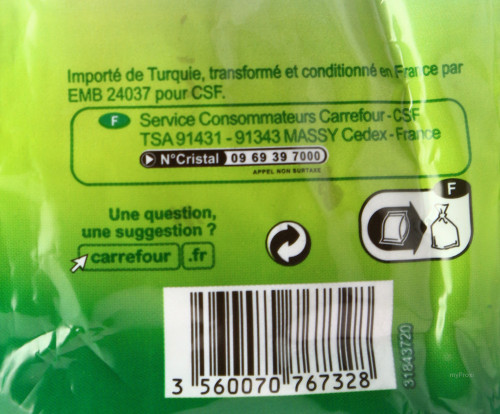 Importé de Turquie, transformé et conditionné en France par
EMB 24037 pour CSF.
F Service Consommateurs Carrefour - CSF
TSA 91431 - 91343 MASSY Cedex - France
N°Cristal 09 69 39 7000
APPEL NON SURTAXÉ
F
Une question,
une suggestion ?
carrefour .fr
3 560070 767328
31843720